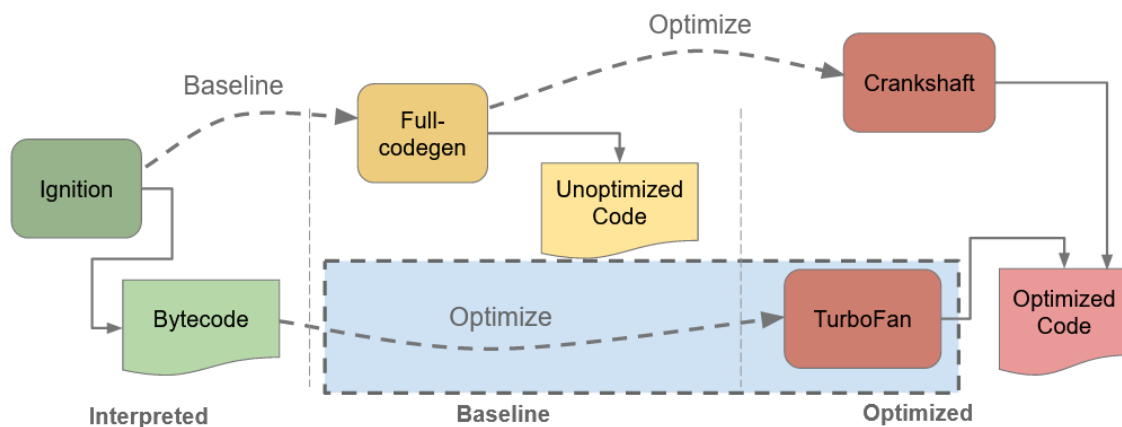 Optimize
Baseline
Crankshaft
Full-
codegen
Ignition
Unoptimized
Code
Bytecode
Optimize
TurboFan
Optimized
Code
Interpreted
Baseline
Optimized